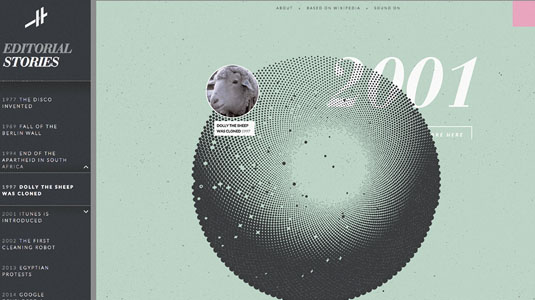 ABOUT • BASED ON WIKIPEDIA • SOUND ON
EDITORIAL
STORIES
1977 THE DISCO
INVENTED
1989 FALL OF THE
BERLIN WALL
1994 END OF THE
APARTHEID IN SOUTH
AFRICA
1997 DOLLY THE SHEEP
WAS CLONED
2001 ITUNES IS
INTRODUCED
2002 THE FIRST
CLEANING ROBOT
2013 EGYPTIAN
PROTESTS
2014 GOOGLE
2001
HERE
DOLLY THE SHEEP
WAS CLONED 1997